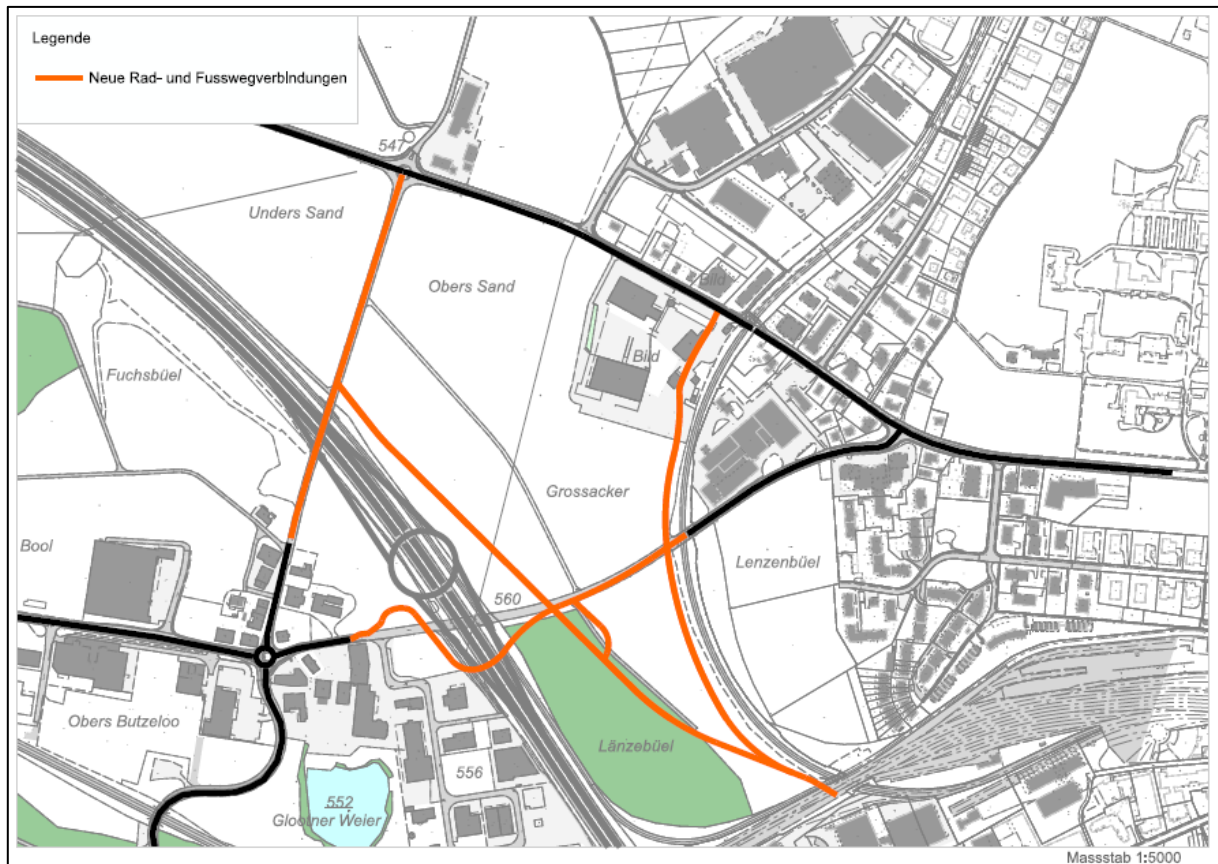 Legende
Neue Rad- und Fusswegverbindungen
547
Unders Sand
Obers Sand
Bild
Fuchsbüel
Bild
Grossacker
Bool
Lenzenbüel
560
Obers Butzeloo
Länzebüel
556
552
Glootner Weier
Massstab 1:5000